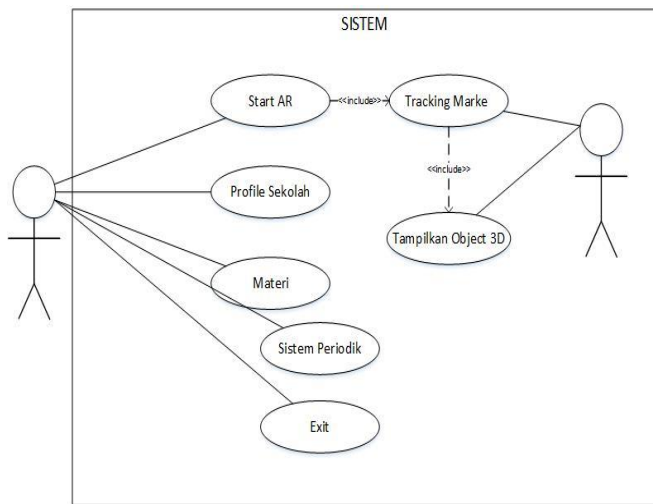 SISTEM
Start AR
<<include>>
Tracking Marke
<<include>>
Profile Sekolah
Tampilkan Object 3D
Materi
Sistem Periodik
Exit